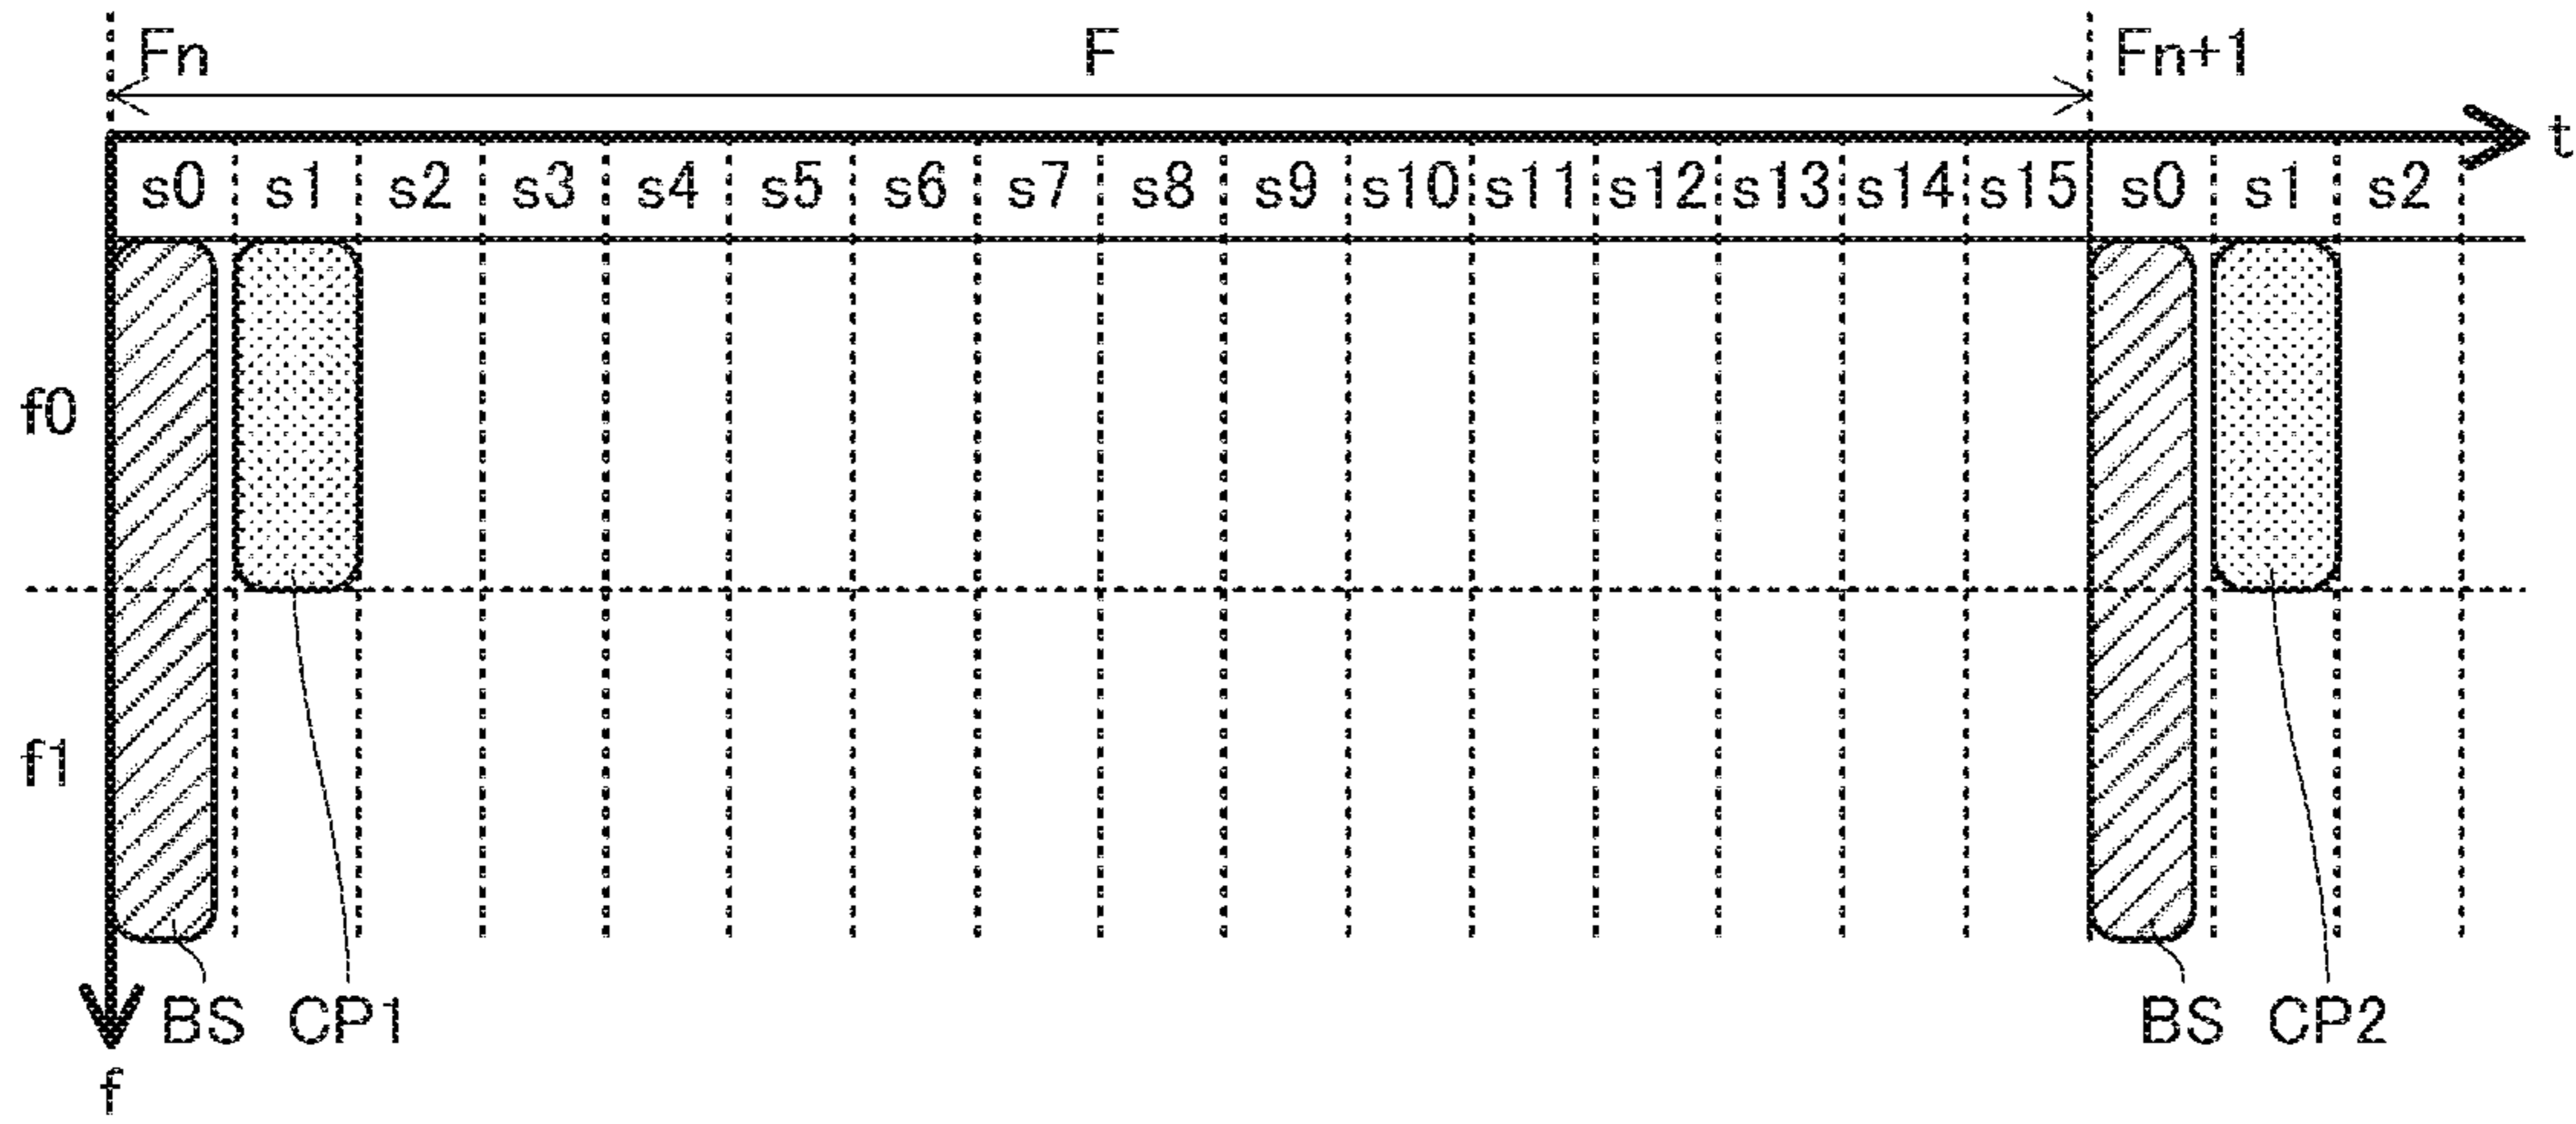 Fn F Fn+1
t
s0 s1 s2 s3 s4 s5 s6 s7 s8 s9 s10 s11 s12 s13 s14 s15 s0 s1 s2
f0
f1
BS CP1 BS CP2
f